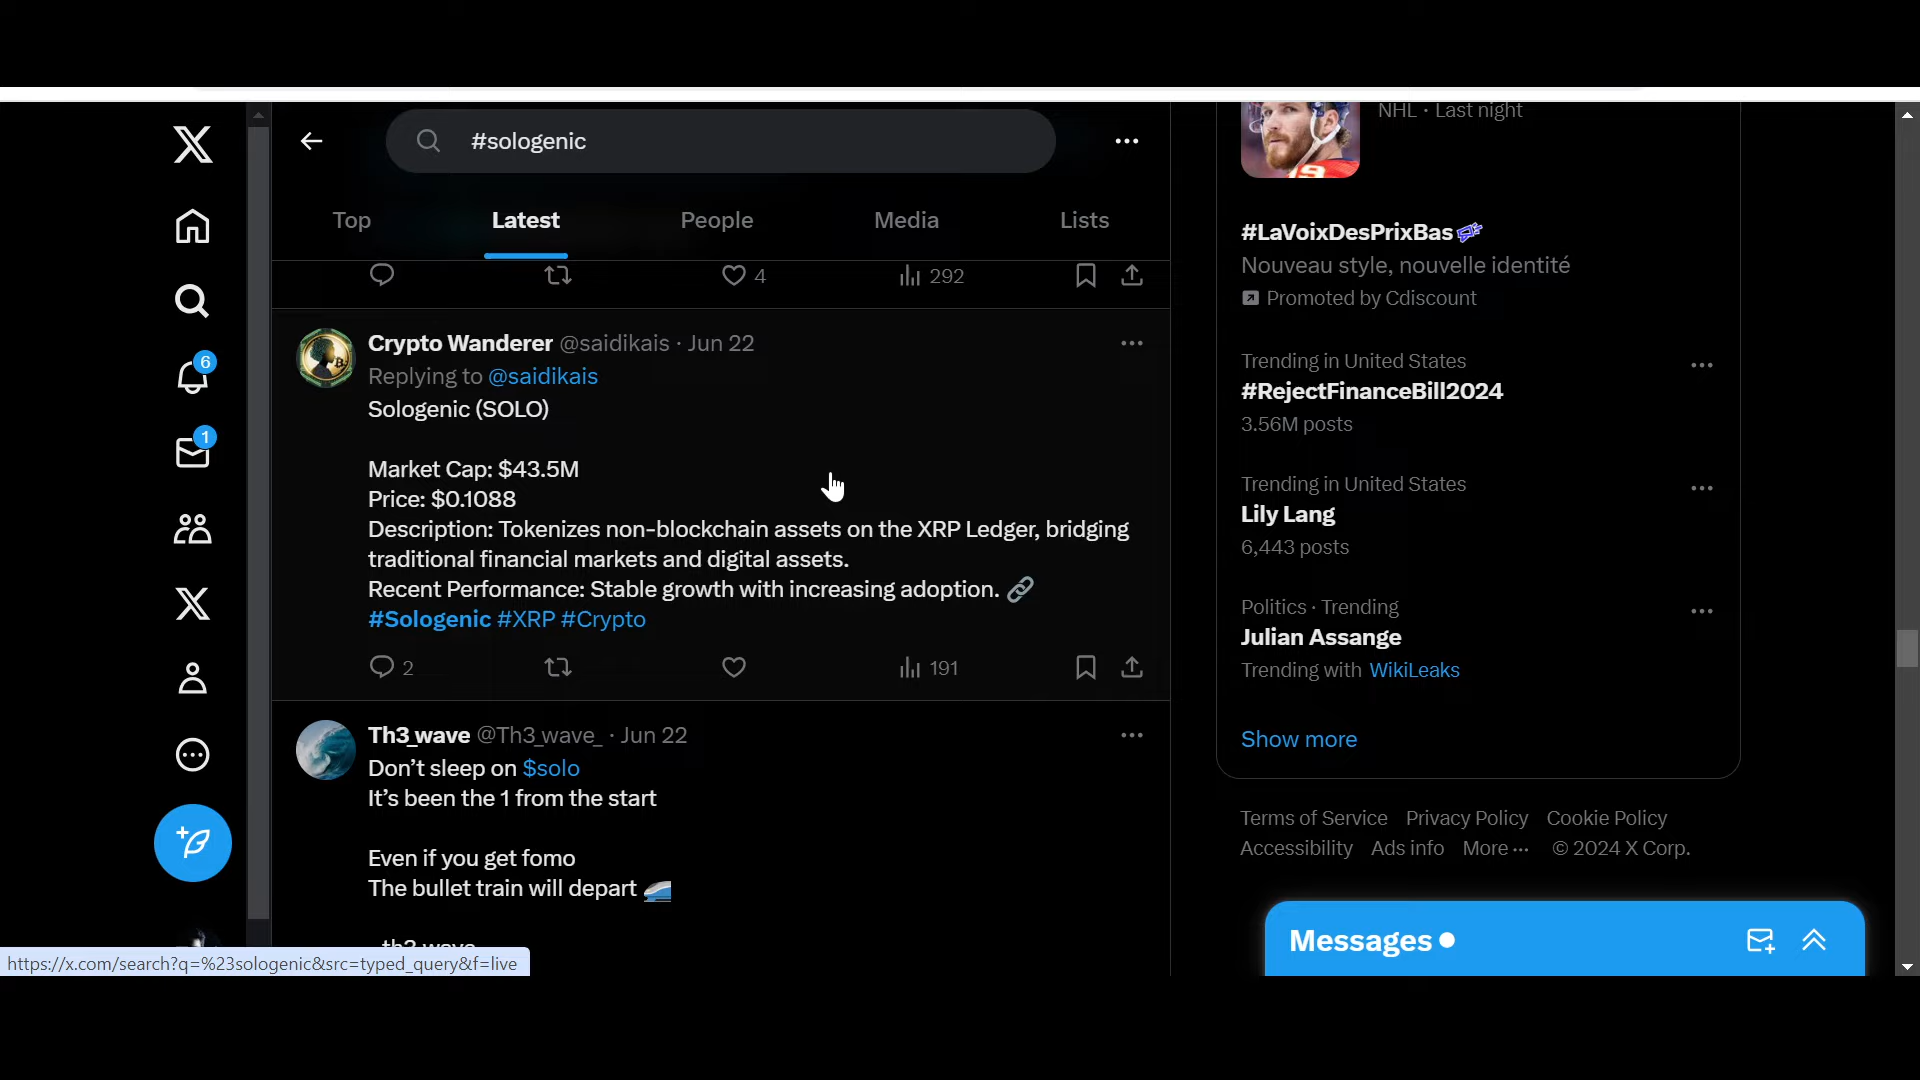 #sologenic
Top
Latest
People
Media
Lists
4
292
Crypto Wanderer @saidikais · Jun 22
Replying to @saidikais
Sologenic (SOLO)
Market Cap: $43.5M
Price: $0.1088
Description: Tokenizes non-blockchain assets on the XRP Ledger, bridging
traditional financial markets and digital assets.
Recent Performance: Stable growth with increasing adoption. 🔗
#Sologenic #XRP #Crypto
2
191
Th3_wave @Th3_wave_ · Jun 22
Don’t sleep on $solo
It’s been the 1 from the start
Even if you get fomo
The bullet train will depart 🚅
6
1
https://x.com/search?q=%23sologenic&src=typed_query&f=live
NHL · Last night
#LaVoixDesPrixBas
Nouveau style, nouvelle identité
Promoted by Cdiscount
Trending in United States
#RejectFinanceBill2024
3.56M posts
Trending in United States
Lily Lang
6,443 posts
Politics · Trending
Julian Assange
Trending with WikiLeaks
Show more
Terms of Service Privacy Policy Cookie Policy
Accessibility Ads info More ··· © 2024 X Corp.
Messages